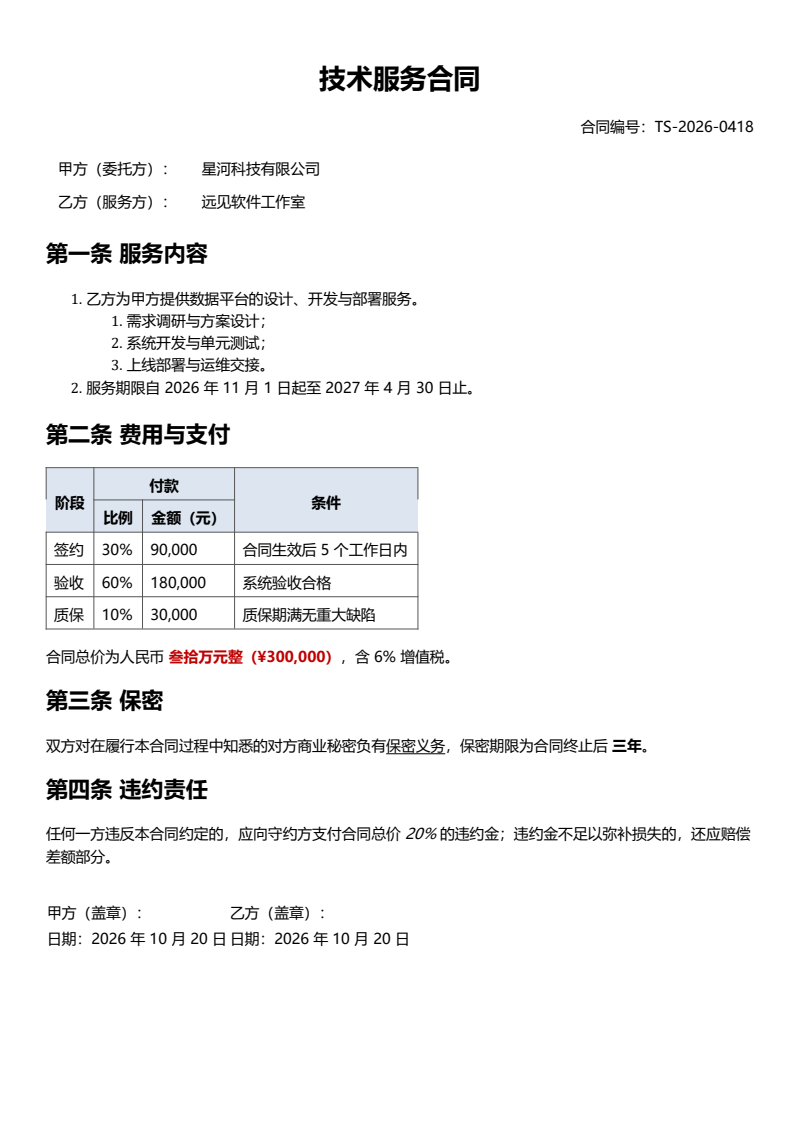 技术服务合同
合同编号：TS-2026-0418
甲方（委托方）： 星河科技有限公司
乙方（服务方）： 远见软件工作室
第一条 服务内容
1. 乙方为甲方提供数据平台的设计、开发与部署服务。
1. 需求调研与方案设计；
2. 系统开发与单元测试；
3. 上线部署与运维交接。
2. 服务期限自 2026 年 11 月 1 日起至 2027 年 4 月 30 日止。
第二条 费用与支付
阶段 付款 条件
比例 金额（元）
签约 30% 90,000 合同生效后 5 个工作日内
验收 60% 180,000 系统验收合格
质保 10% 30,000 质保期满无重大缺陷
合同总价为人民币 叁拾万元整（¥300,000），含 6% 增值税。
第三条 保密
双方对在履行本合同过程中知悉的对方商业秘密负有保密义务，保密期限为合同终止后 三年。
第四条 违约责任
任何一方违反本合同约定的，应向守约方支付合同总价 20% 的违约金；违约金不足以弥补损失的，还应赔偿
差额部分。
甲方（盖章）： 乙方（盖章）：
日期：2026 年 10 月 20 日 日期：2026 年 10 月 20 日